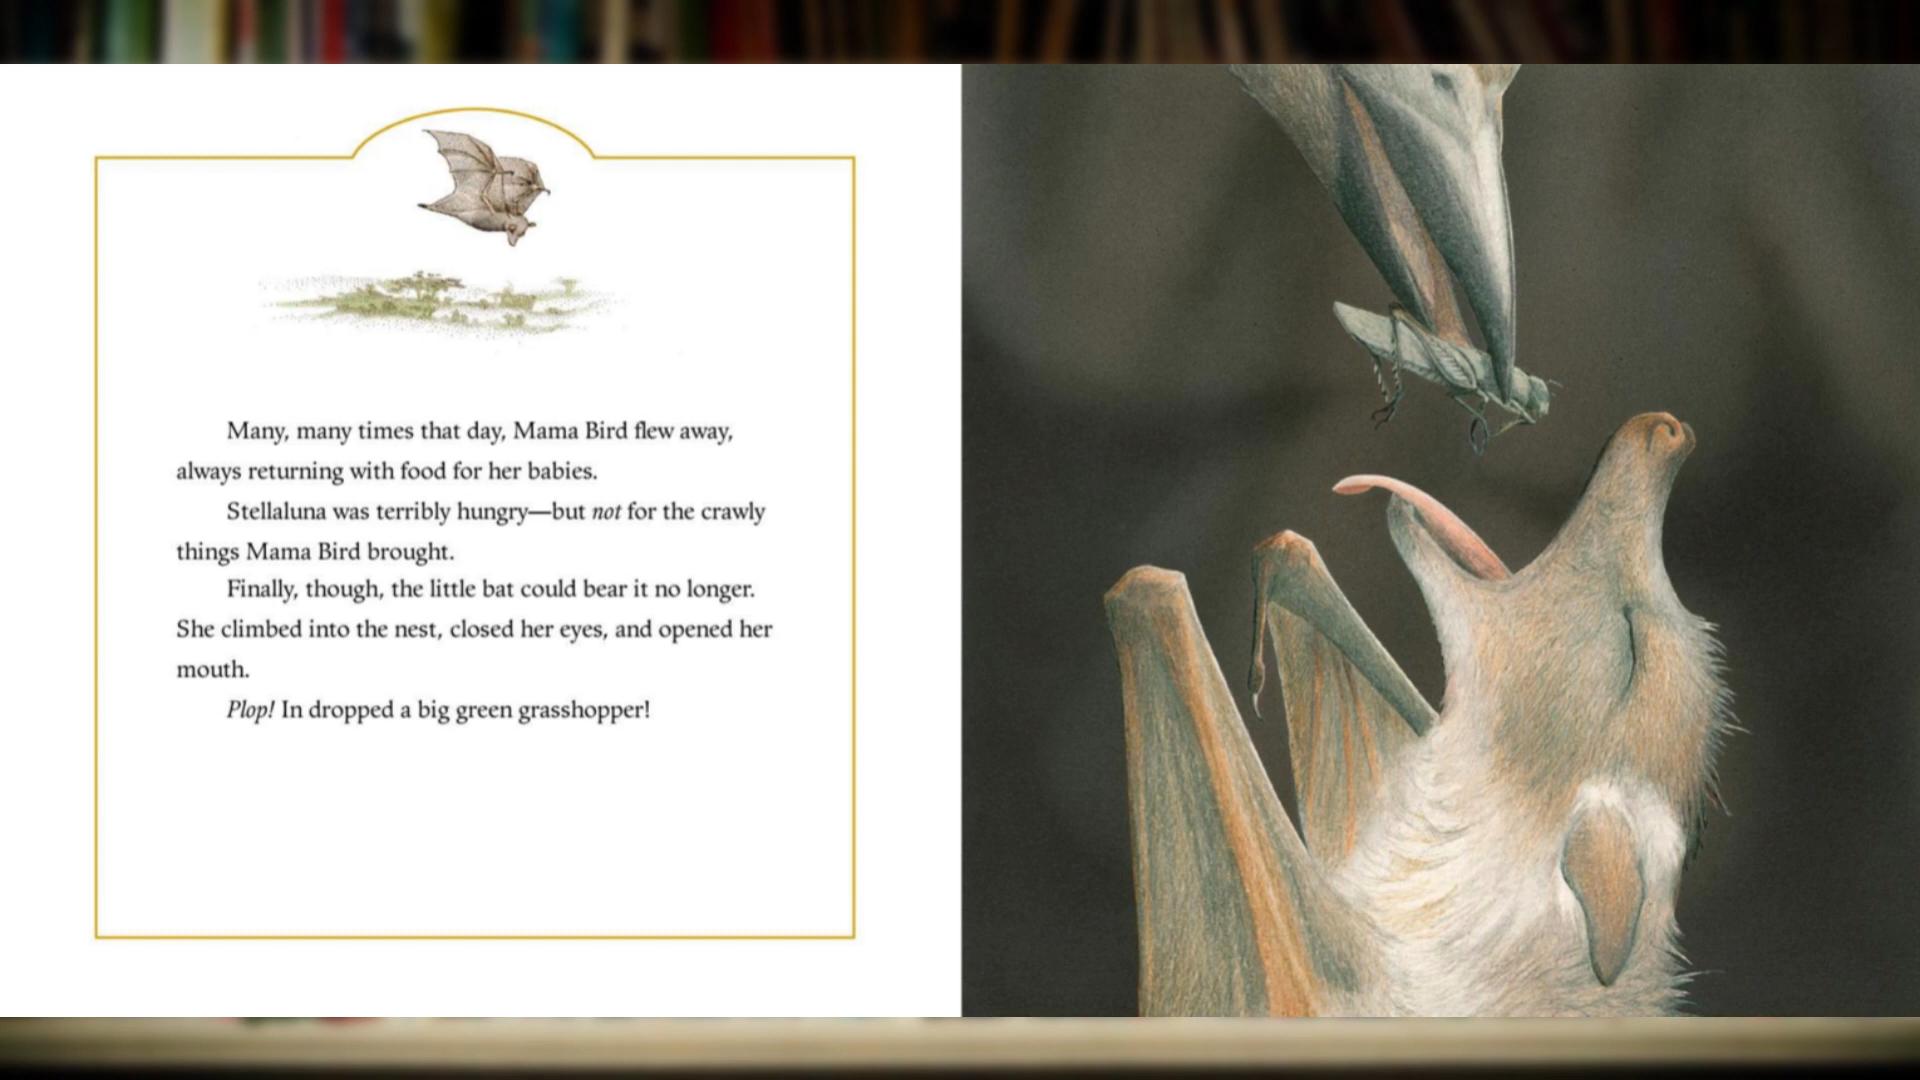 Many, many times that day, Mama Bird flew away,
always returning with food for her babies.
Stellaluna was terribly hungry—but not for the crawly
things Mama Bird brought.
Finally, though, the little bat could bear it no longer.
She climbed into the nest, closed her eyes, and opened her
mouth.
Plop! In dropped a big green grasshopper!